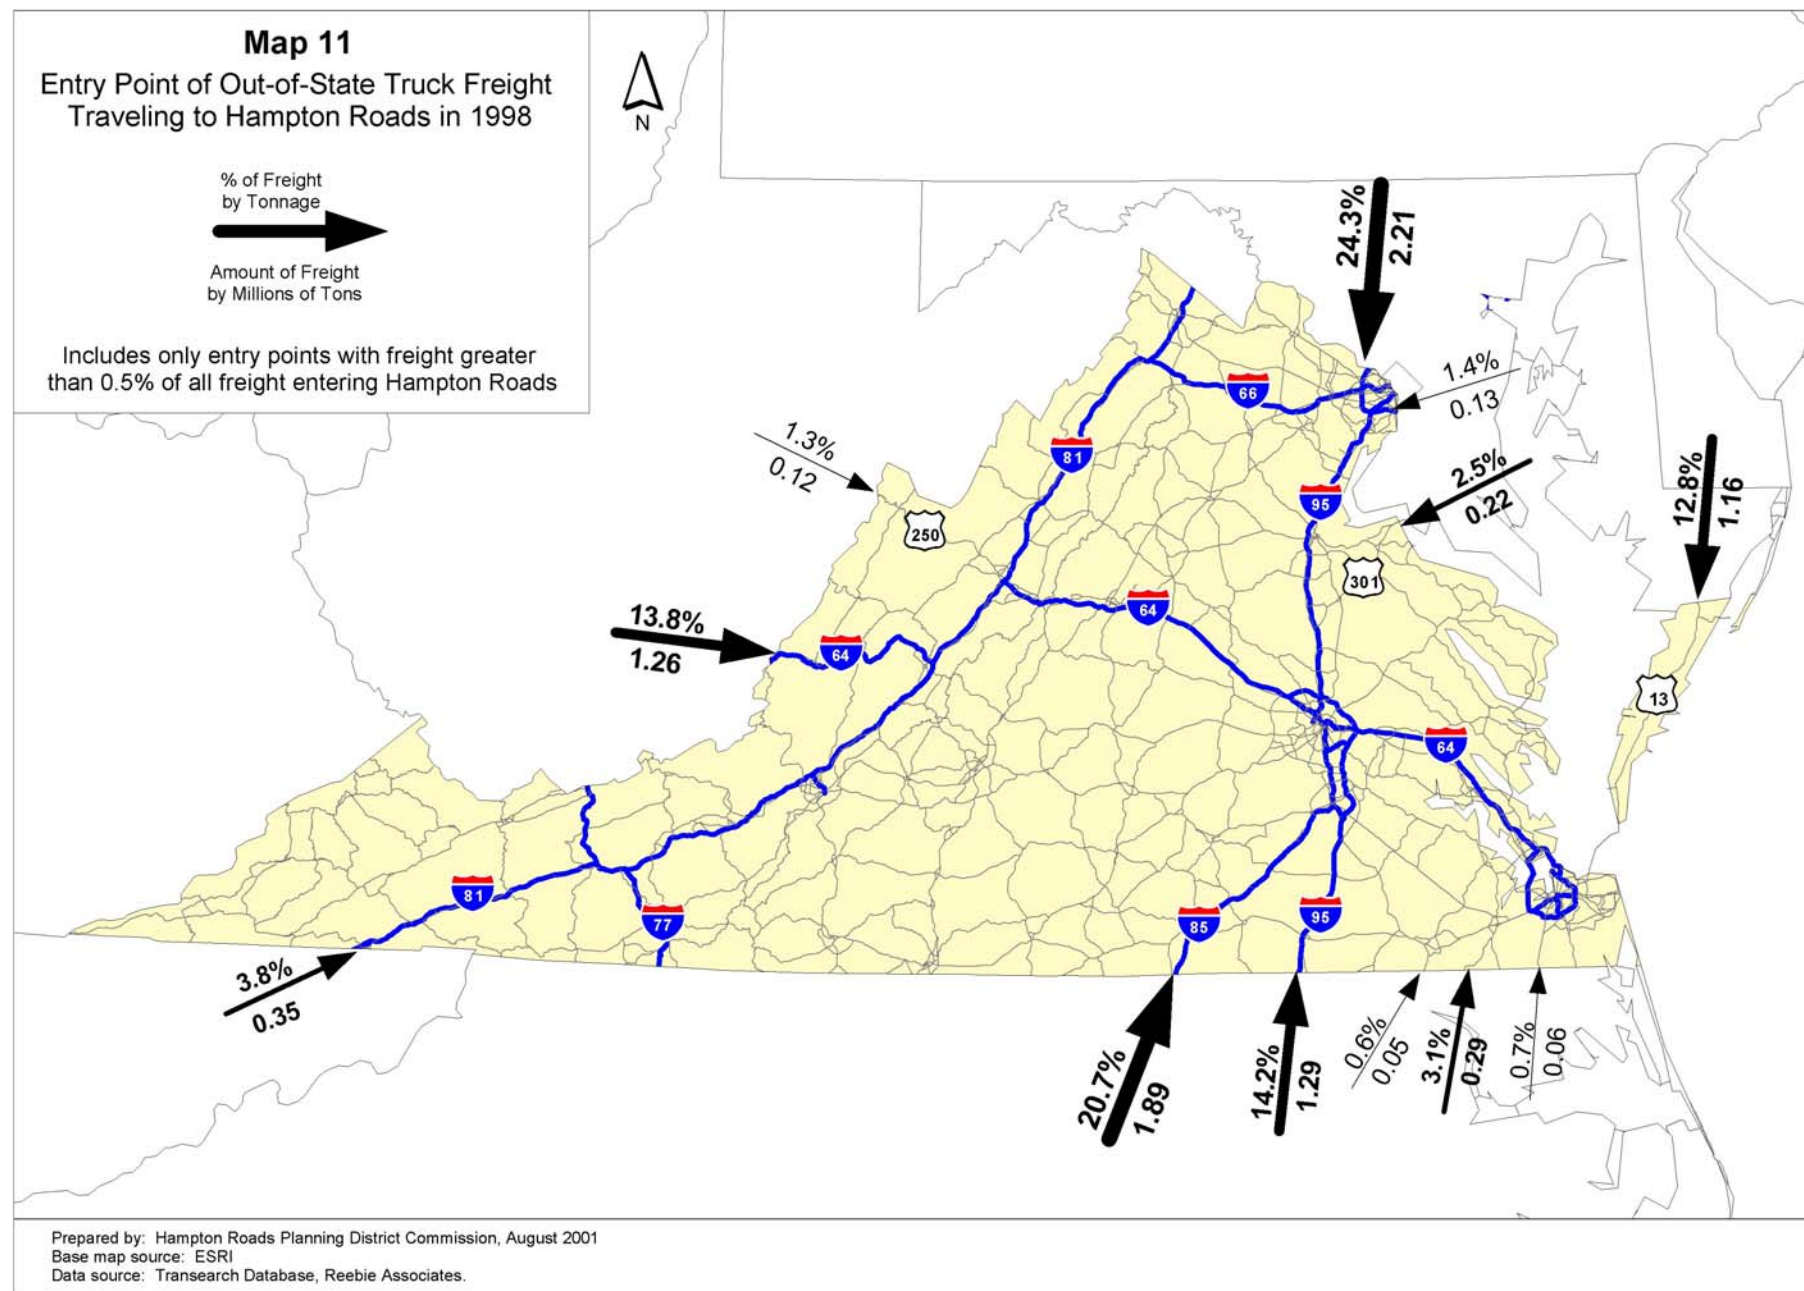 Map 11
Entry Point of Out-of-State Truck Freight
Traveling to Hampton Roads in 1998
% of Freight
by Tonnage
Amount of Freight
by Millions of Tons
Includes only entry points with freight greater
than 0.5% of all freight entering Hampton Roads
N
24.3%
2.21
1.4%
0.13
66
81
1.3%
0.12
95
2.5%
0.22
12.8%
1.16
250
301
64
13.8%
1.26
64
13
64
81
77
85
95
3.8%
0.35
20.7%
1.89
14.2%
1.29
0.6%
0.05
3.1%
0.29
0.7%
0.06
Prepared by: Hampton Roads Planning District Commission, August 2001
Base map source: ESRI
Data source: Transearch Database, Reebie Associates.